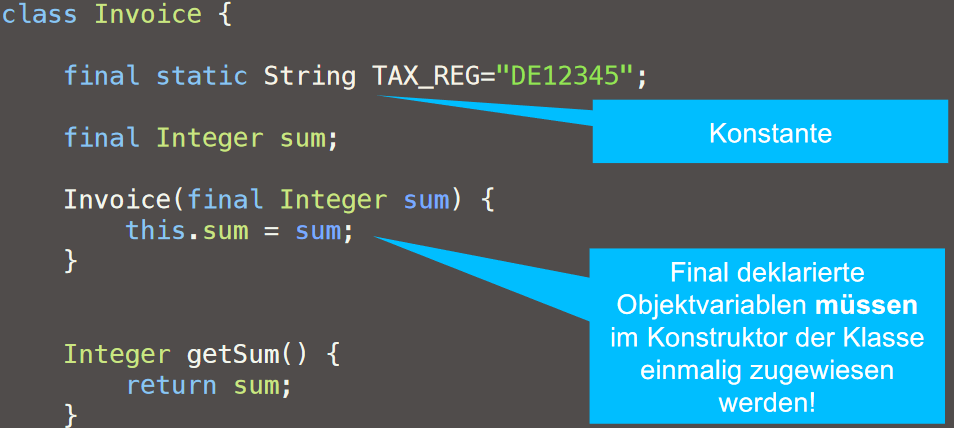 class Invoice {
final static String TAX_REG="DE12345";
Konstante
final Integer sum;
Invoice(final Integer sum) {
this.sum = sum;
}
Final deklarierte
Objektvariablen müssen
im Konstruktor der Klasse
einmalig zugewiesen
werden!
Integer getSum() {
return sum;
}